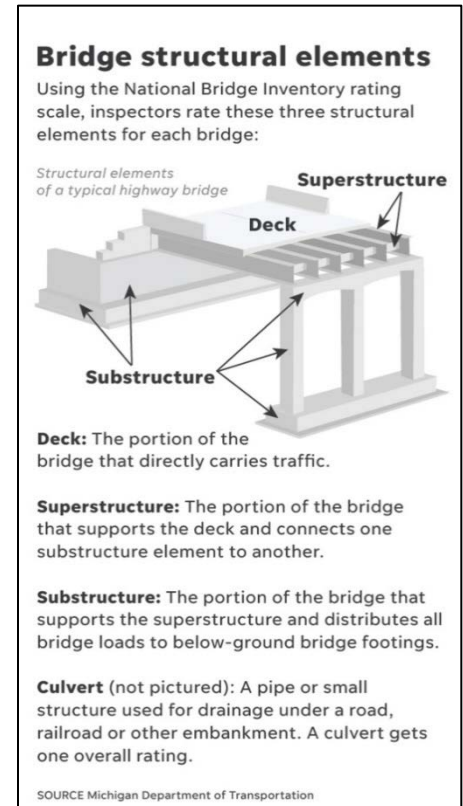 Bridge structural elements
Using the National Bridge Inventory rating
scale, inspectors rate these three structural
elements for each bridge:
Structural elements
of a typical highway bridge
Superstructure
Deck
Substructure
Deck: The portion of the
bridge that directly carries traffic.
Superstructure: The portion of the bridge
that supports the deck and connects one
substructure element to another.
Substructure: The portion of the bridge that
supports the superstructure and distributes all
bridge loads to below-ground bridge footings.
Culvert (not pictured): A pipe or small
structure used for drainage under a road,
railroad or other embankment. A culvert gets
one overall rating.
SOURCE Michigan Department of Transportation